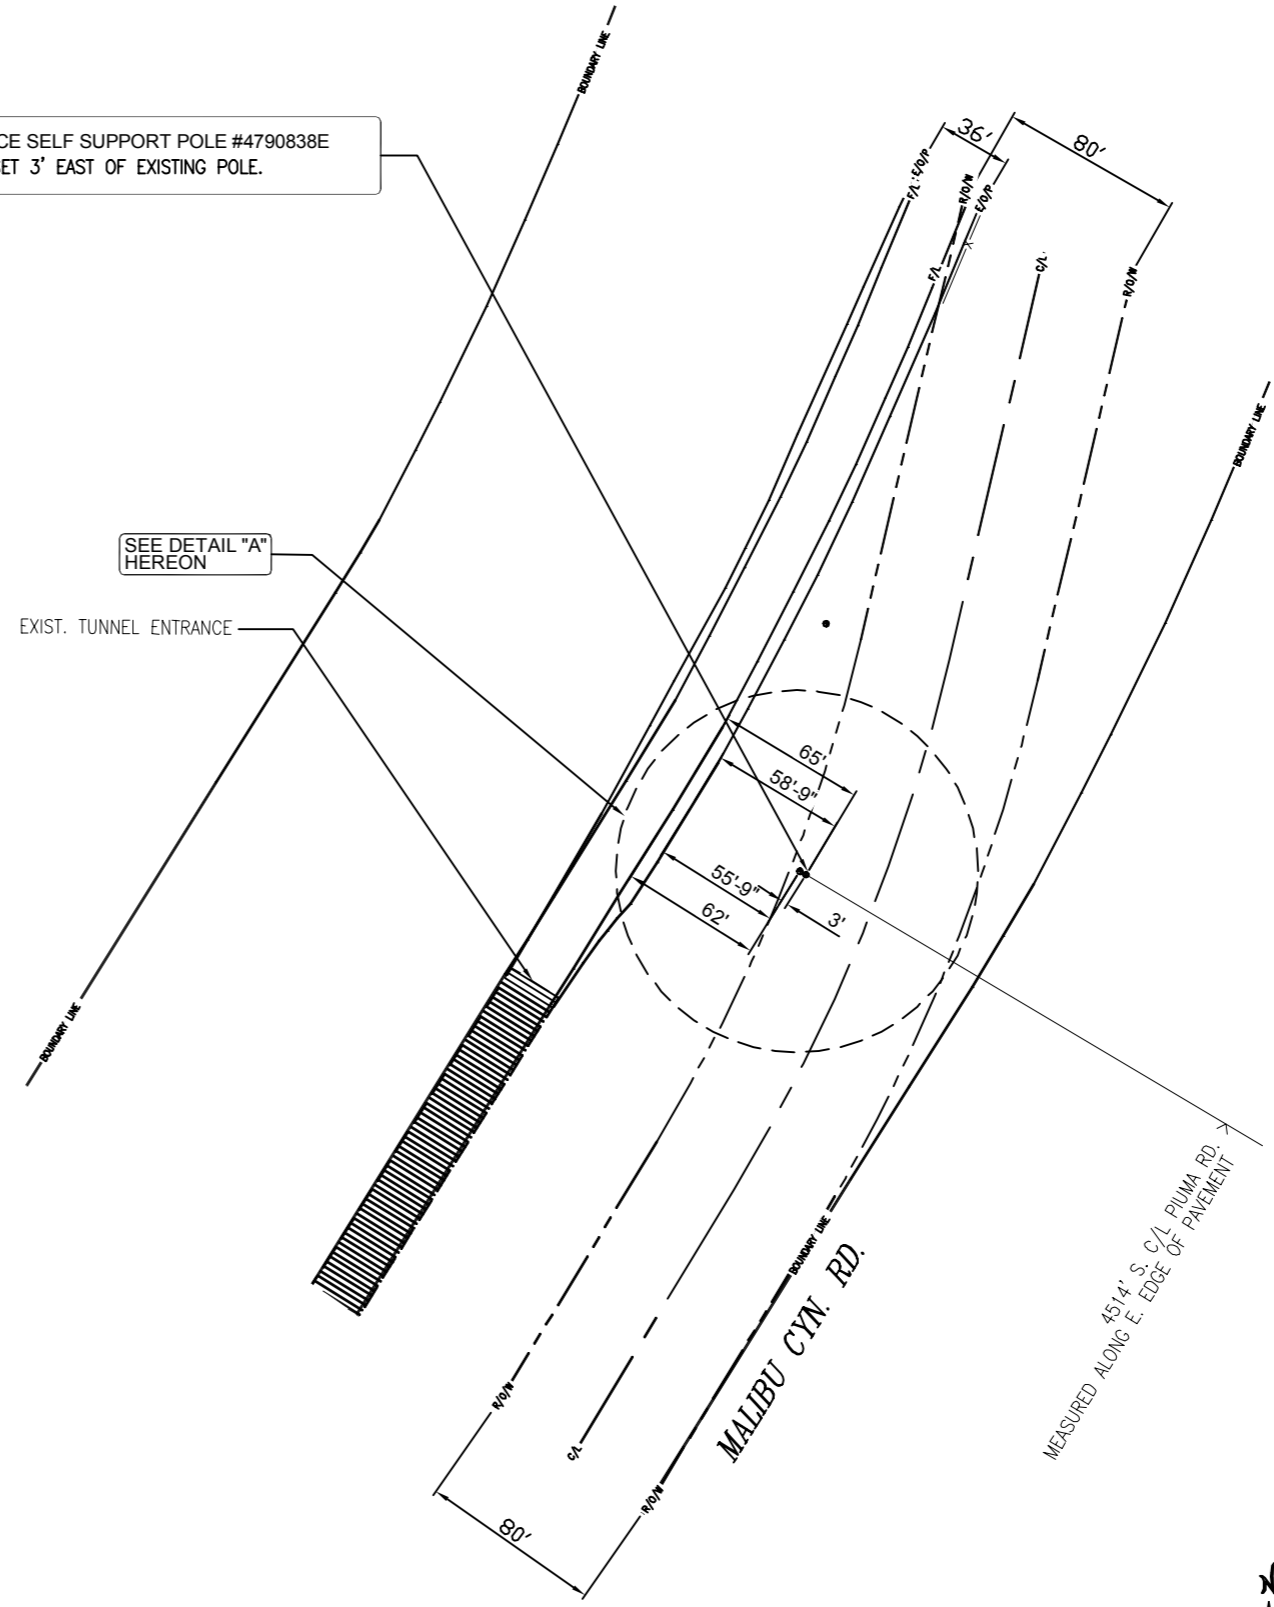 BOUNDARY LINE
CE SELF SUPPORT POLE #4790838E
SET 3' EAST OF EXISTING POLE.
36'
80'
F/L
E/O/P
R/O/W
E/O/P
F/L
C/L
R/O/W
BOUNDARY LINE
SEE DETAIL "A"
HEREON
EXIST. TUNNEL ENTRANCE
65'
58'-9"
55'-9"
62'
3'
BOUNDARY LINE
4514' S. C/L PIUMA RD.
MEASURED ALONG E. EDGE OF PAVEMENT
BOUNDARY LINE
MALIBU CYN. RD.
R/O/W
C/L
R/O/W
80'